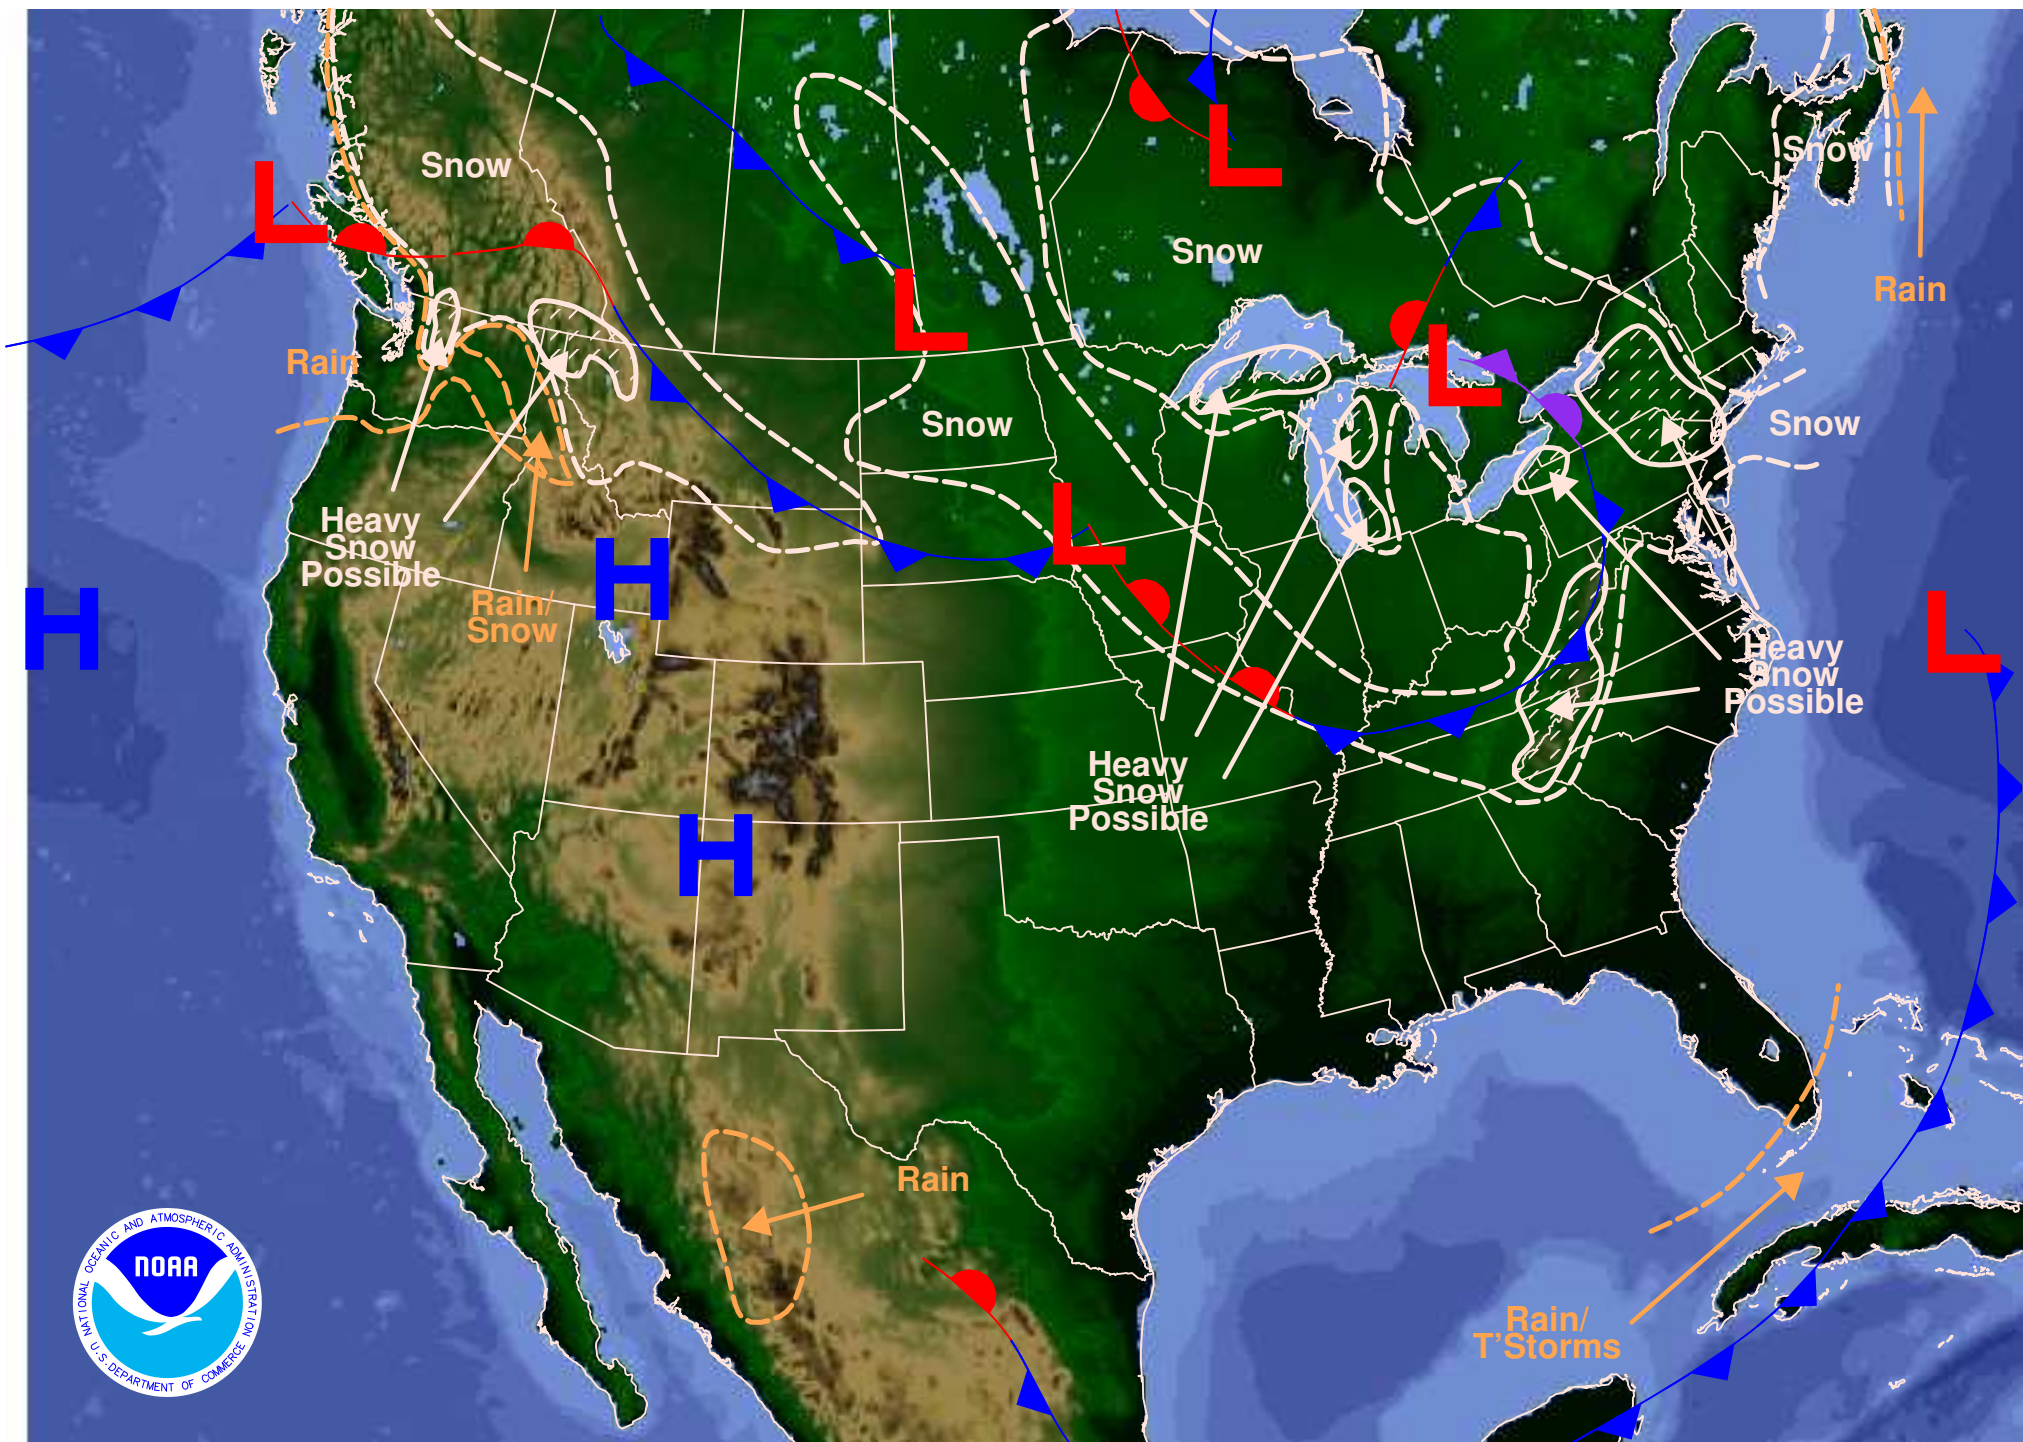 L
Snow
Snow
L
Snow
Rain
L
Rain
L
Snow
Snow
L
Heavy
Snow
Possible
H
Rain/
Snow
H
L
L
Heavy
Snow
Possible
Heavy
Snow
Possible
H
Rain
Rain/
T'Storms
NATIONAL OCEANIC AND ATMOSPHERIC ADMINISTRATION
NOAA
U.S. DEPARTMENT OF COMMERCE